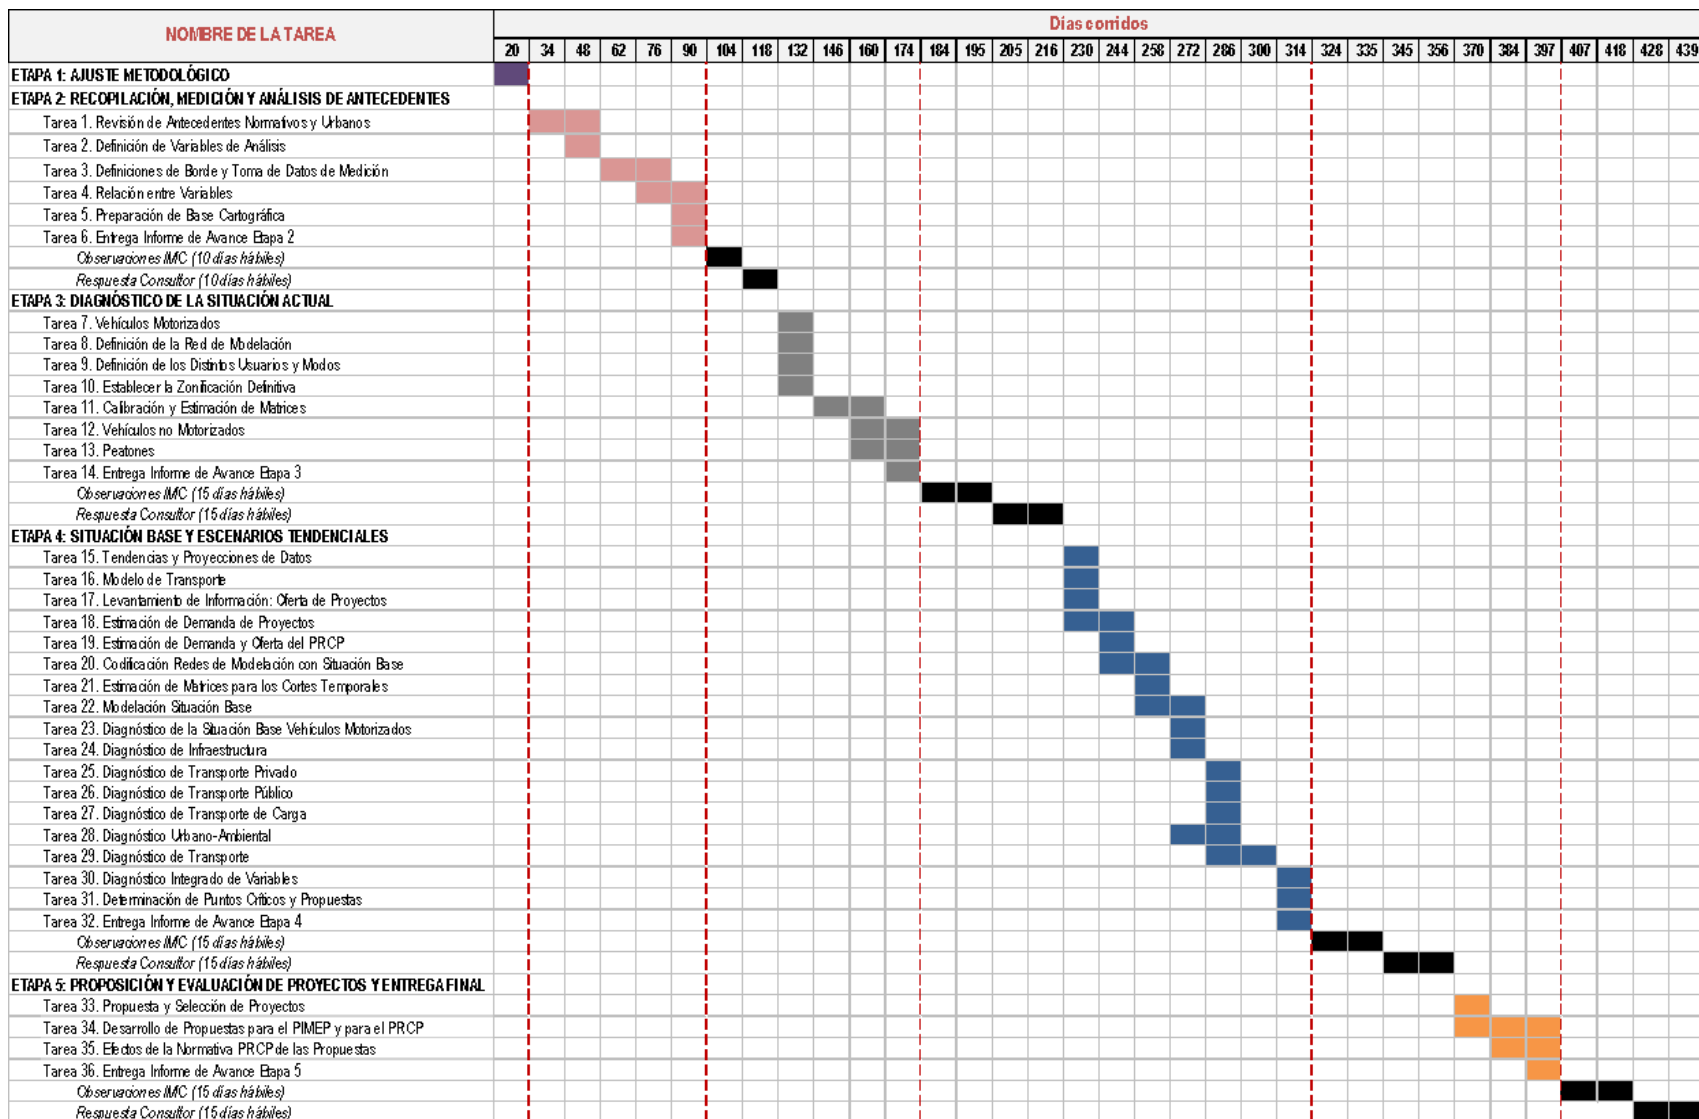 NOMBRE DE LA TAREA
Días corridos
20 34 48 62 76 90 104 118 132 146 160 174 184 195 205 216 230 244 258 272 286 300 314 324 335 345 356 370 384 397 407 418 428 439
ETAPA 1: AJUSTE METODOLÓGICO
ETAPA 2: RECOPILACIÓN, MEDICIÓN Y ANÁLISIS DE ANTECEDENTES
Tarea 1. Revisión de Antecedentes Normativos y Urbanos
Tarea 2. Definición de Variables de Análisis
Tarea 3. Definiciones de Borde y Toma de Datos de Medición
Tarea 4. Relación entre Variables
Tarea 5. Preparación de Base Cartográfica
Tarea 6. Entrega Informe de Avance Etapa 2
Observaciones IMC (10 días hábiles)
Respuesta Consultor (10 días hábiles)
ETAPA 3: DIAGNÓSTICO DE LA SITUACIÓN ACTUAL
Tarea 7. Vehículos Motorizados
Tarea 8. Definición de la Red de Modelación
Tarea 9. Definición de los Distintos Usuarios y Modos
Tarea 10. Establecer la Zonificación Definitiva
Tarea 11. Calibración y Estimación de Matrices
Tarea 12. Vehículos no Motorizados
Tarea 13. Peatones
Tarea 14. Entrega Informe de Avance Etapa 3
Observaciones IMC (15 días hábiles)
Respuesta Consultor (15 días hábiles)
ETAPA 4: SITUACIÓN BASE Y ESCENARIOS TENDENCIALES
Tarea 15. Tendencias y Proyecciones de Datos
Tarea 16. Modelo de Transporte
Tarea 17. Levantamiento de Información: Oferta de Proyectos
Tarea 18. Estimación de Demanda de Proyectos
Tarea 19. Estimación de Demanda y Oferta del PRCP
Tarea 20. Codificación Redes de Modelación con Situación Base
Tarea 21. Estimación de Matrices para los Cortes Temporales
Tarea 22. Modelación Situación Base
Tarea 23. Diagnóstico de la Situación Base Vehículos Motorizados
Tarea 24. Diagnóstico de Infraestructura
Tarea 25. Diagnóstico de Transporte Privado
Tarea 26. Diagnóstico de Transporte Público
Tarea 27. Diagnóstico de Transporte de Carga
Tarea 28. Diagnóstico Urbano-Ambiental
Tarea 29. Diagnóstico de Transporte
Tarea 30. Diagnóstico Integrado de Variables
Tarea 31. Determinación de Puntos Críticos y Propuestas
Tarea 32. Entrega Informe de Avance Etapa 4
Observaciones IMC (15 días hábiles)
Respuesta Consultor (15 días hábiles)
ETAPA 5: PROPOSICIÓN Y EVALUACIÓN DE PROYECTOS Y ENTREGA FINAL
Tarea 33. Propuesta y Selección de Proyectos
Tarea 34. Desarrollo de Propuestas para el PIMEP y para el PRCP
Tarea 35. Efectos de la Normativa PRCP de las Propuestas
Tarea 36. Entrega Informe de Avance Etapa 5
Observaciones IMC (15 días hábiles)
Respuesta Consultor (15 días hábiles)